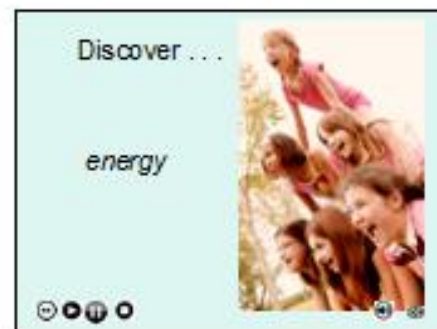 Discover . . .
energy